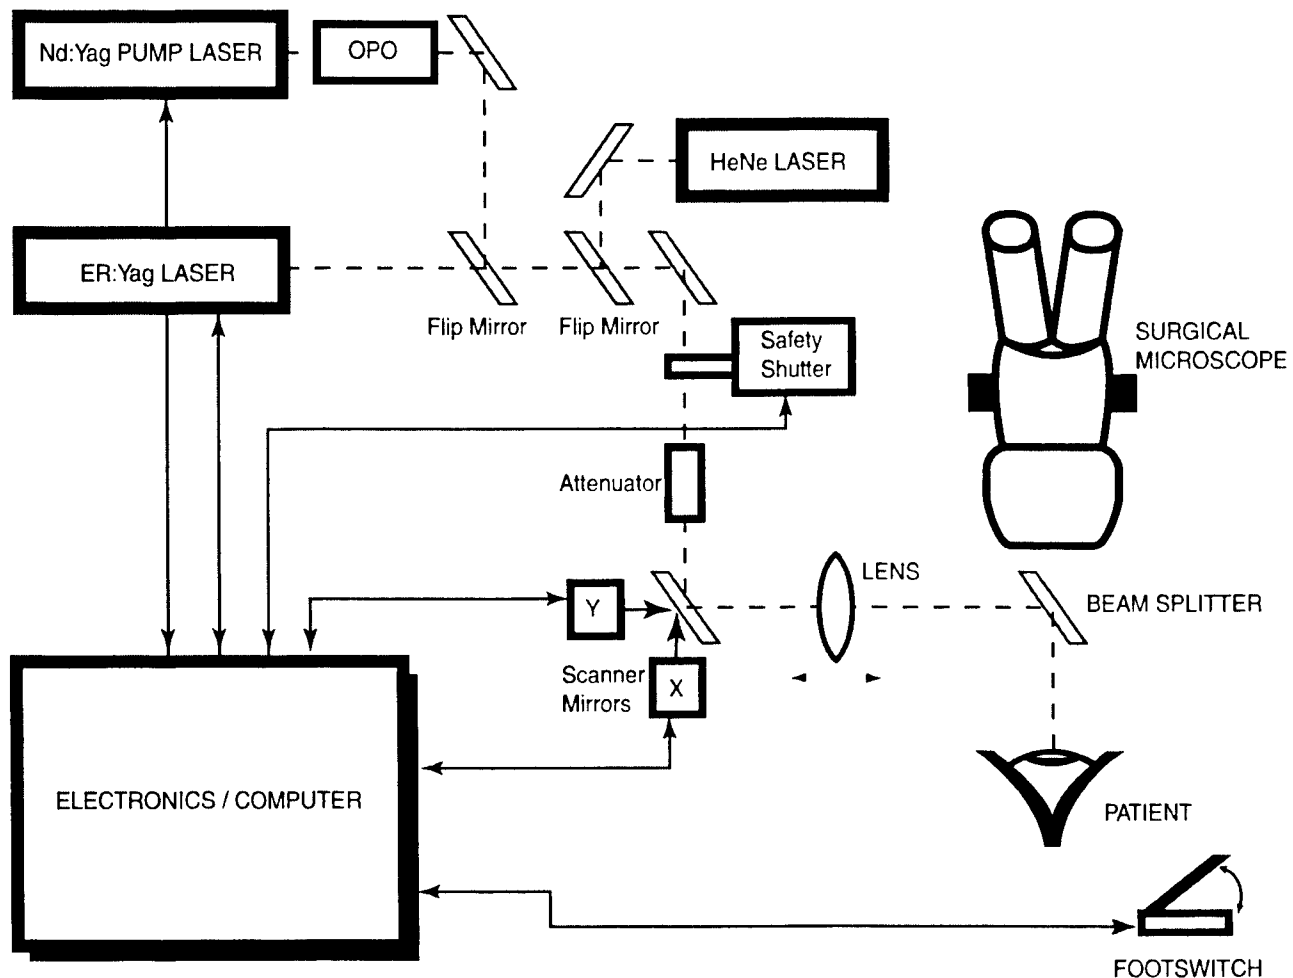 Nd:Yag PUMP LASER
OPO
HeNe LASER
ER:Yag LASER
Flip Mirror
Flip Mirror
Safety
Shutter
SURGICAL
MICROSCOPE
Attenuator
LENS
Y
BEAM SPLITTER
Scanner
Mirrors
X
ELECTRONICS / COMPUTER
PATIENT
FOOTSWITCH